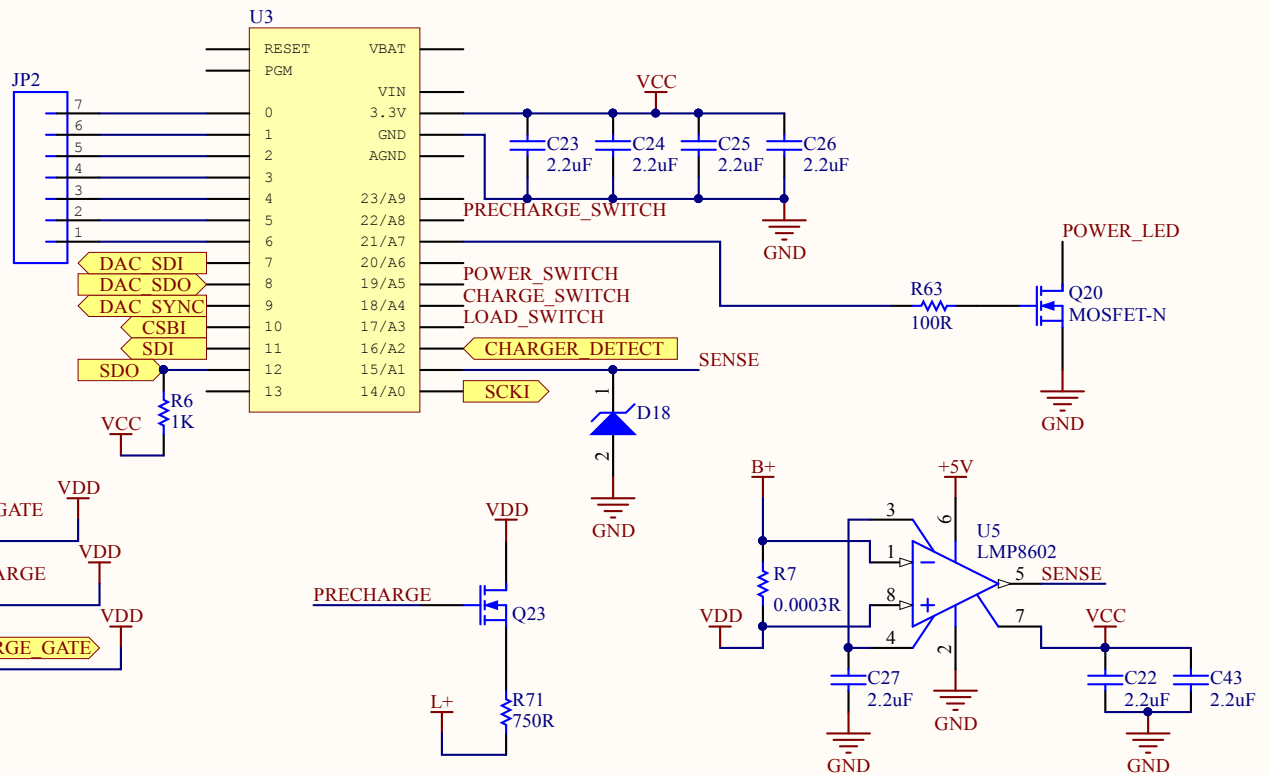 U3
JP2
RESET VBAT
PGM
VIN
VCC
7 0 3.3V
6 1 GND
5 2 AGND
4 3
3 4 23/A9
2 5 22/A8
1 6 21/A7
C23 C24 C25 C26
2.2uF 2.2uF 2.2uF 2.2uF
PRECHARGE_SWITCH
GND
POWER_LED
DAC_SDI 7 20/A6
DAC_SDO 8 19/A5 POWER_SWITCH
DAC_SYNC 9 18/A4 CHARGE_SWITCH
CSBI 10 17/A3 LOAD_SWITCH
SDI 11 16/A2 CHARGER_DETECT
SDO 12 15/A1 SENSE
13 14/A0 SCKI
R63
100R
Q20
MOSFET-N
GND
R6
1K
VCC
1
D18
2
GND
VDD
GATE
VDD
ARGE
VDD
RGE_GATE
VDD
PRECHARGE
Q23
L+
R71
750R
B+
+5V
3
6
U5
LMP8602
1
R7
0.0003R
8
5 SENSE
VDD
4
2
7
VCC
C27
2.2uF
GND
GND
C22
2.2uF
C43
2.2uF
GND